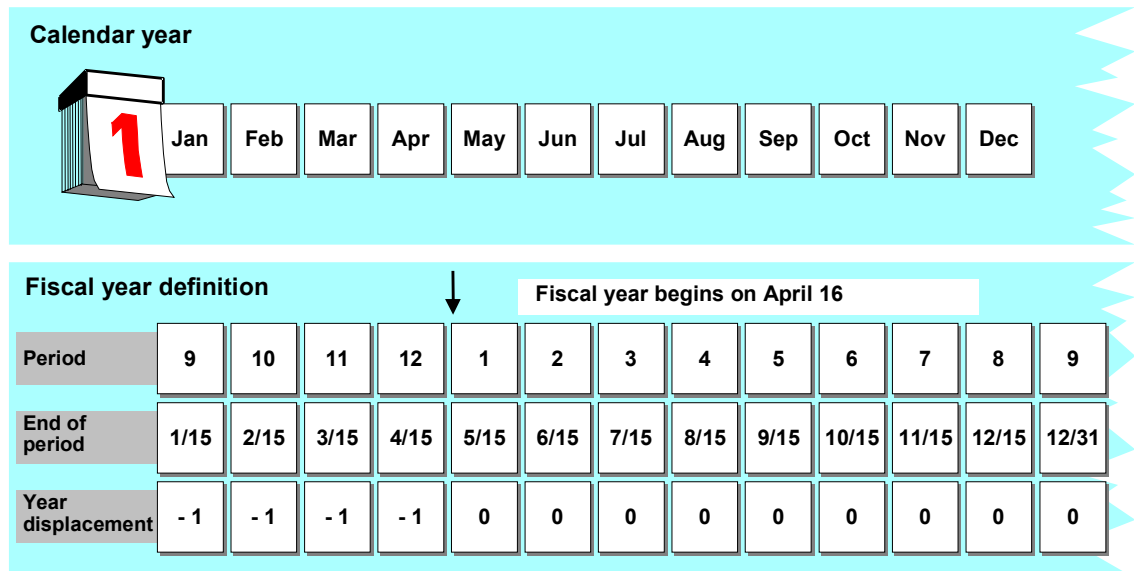 Calendar year
1
Jan Feb Mar Apr May Jun Jul Aug Sep Oct Nov Dec
Fiscal year definition
Fiscal year begins on April 16
Period 9 10 11 12 1 2 3 4 5 6 7 8 9
End of
period 1/15 2/15 3/15 4/15 5/15 6/15 7/15 8/15 9/15 10/15 11/15 12/15 12/31
Year
displacement - 1 - 1 - 1 - 1 0 0 0 0 0 0 0 0 0